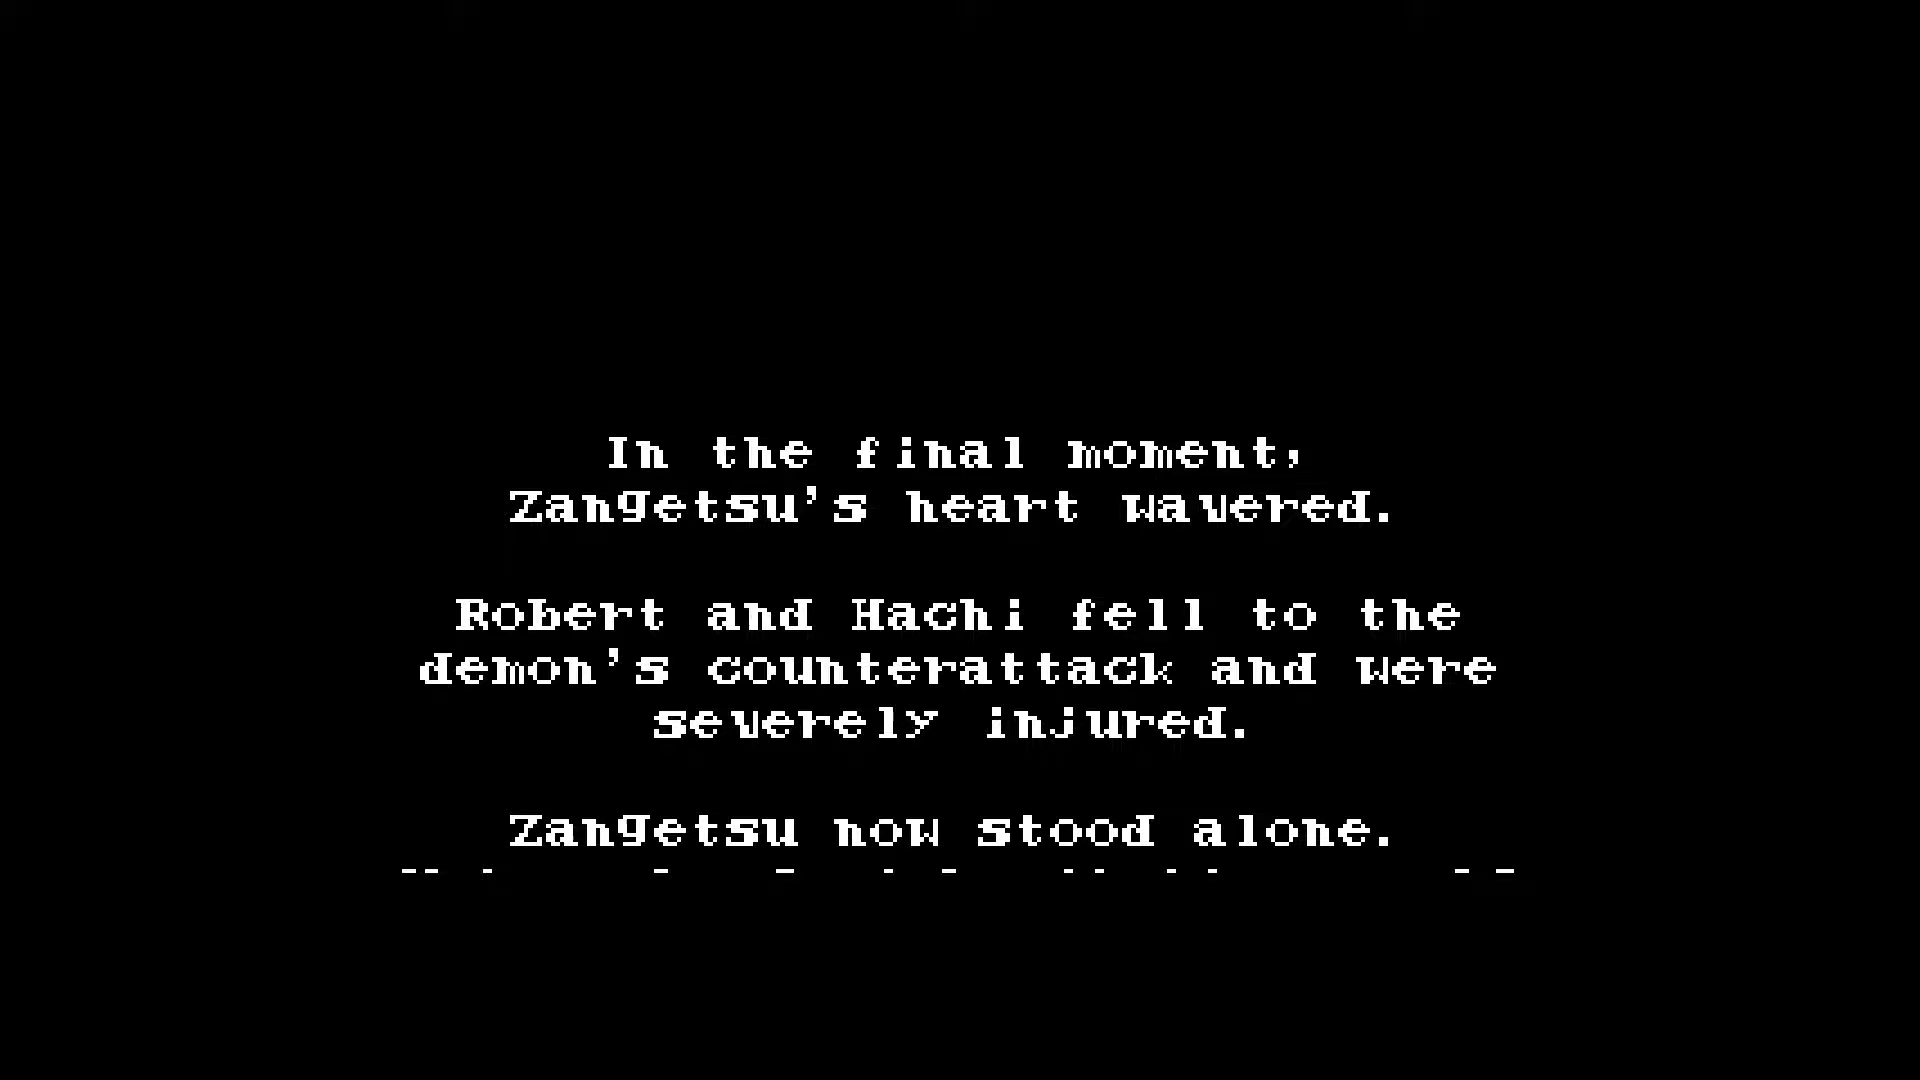 In the final moment,
Zangetsu's heart wavered.
Robert and Hachi fell to the
demon's counterattack and were
severely injured.
Zangetsu now stood alone.